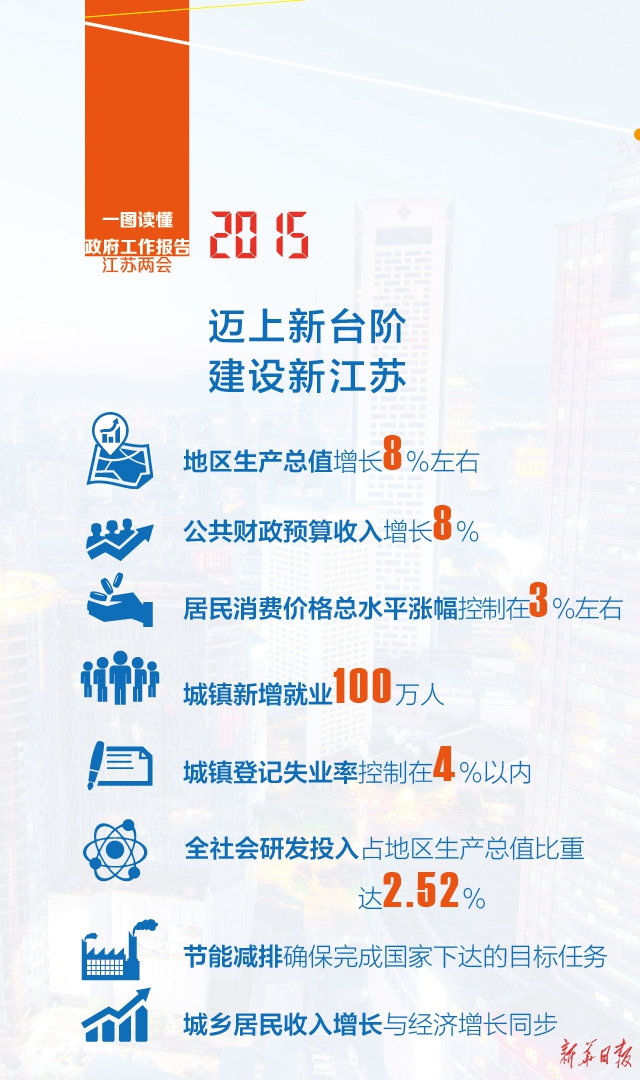 一图读懂
政府工作报告
江苏两会
2015
迈上新台阶
建设新江苏
地区生产总值增长8%左右
公共财政预算收入增长8%
居民消费价格总水平涨幅控制在3%左右
城镇新增就业100万人
城镇登记失业率控制在4%以内
全社会研发投入占地区生产总值比重
达2.52%
节能减排确保完成国家下达的目标任务
城乡居民收入增长与经济增长同步
新华日报